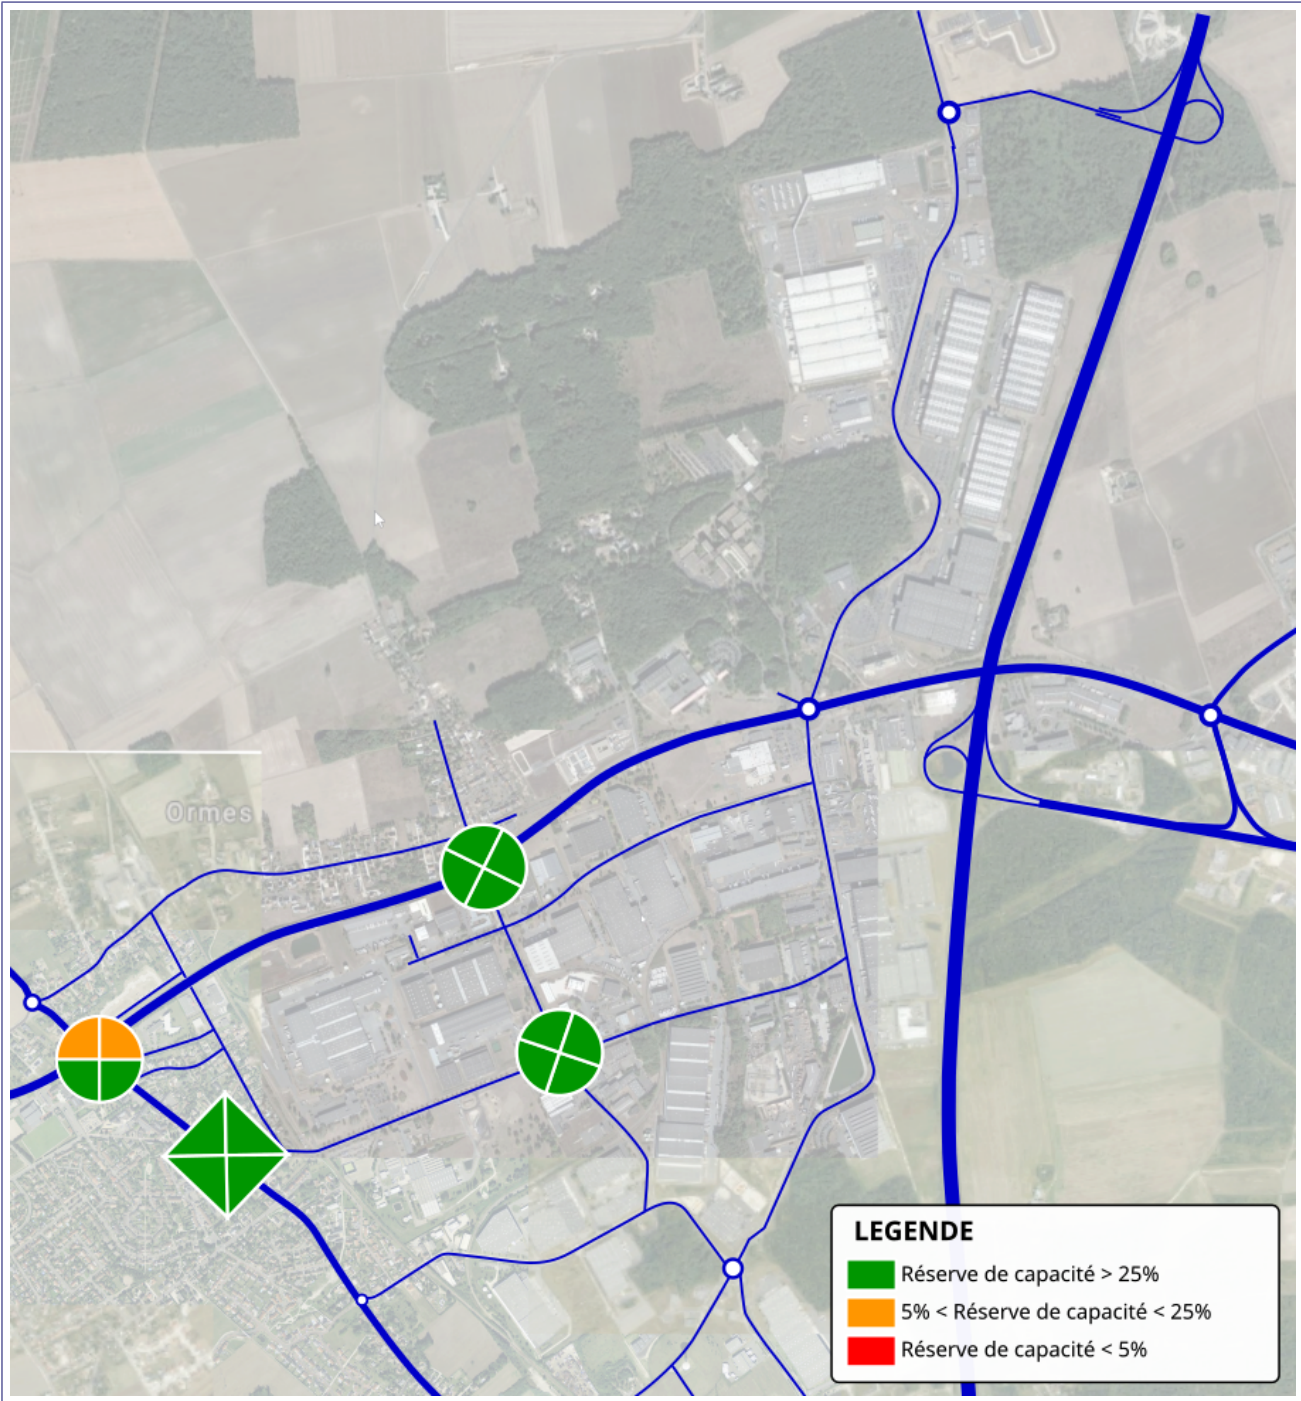 Ormes
LEGENDE
Réserve de capacité > 25%
5% < Réserve de capacité < 25%
Réserve de capacité < 5%